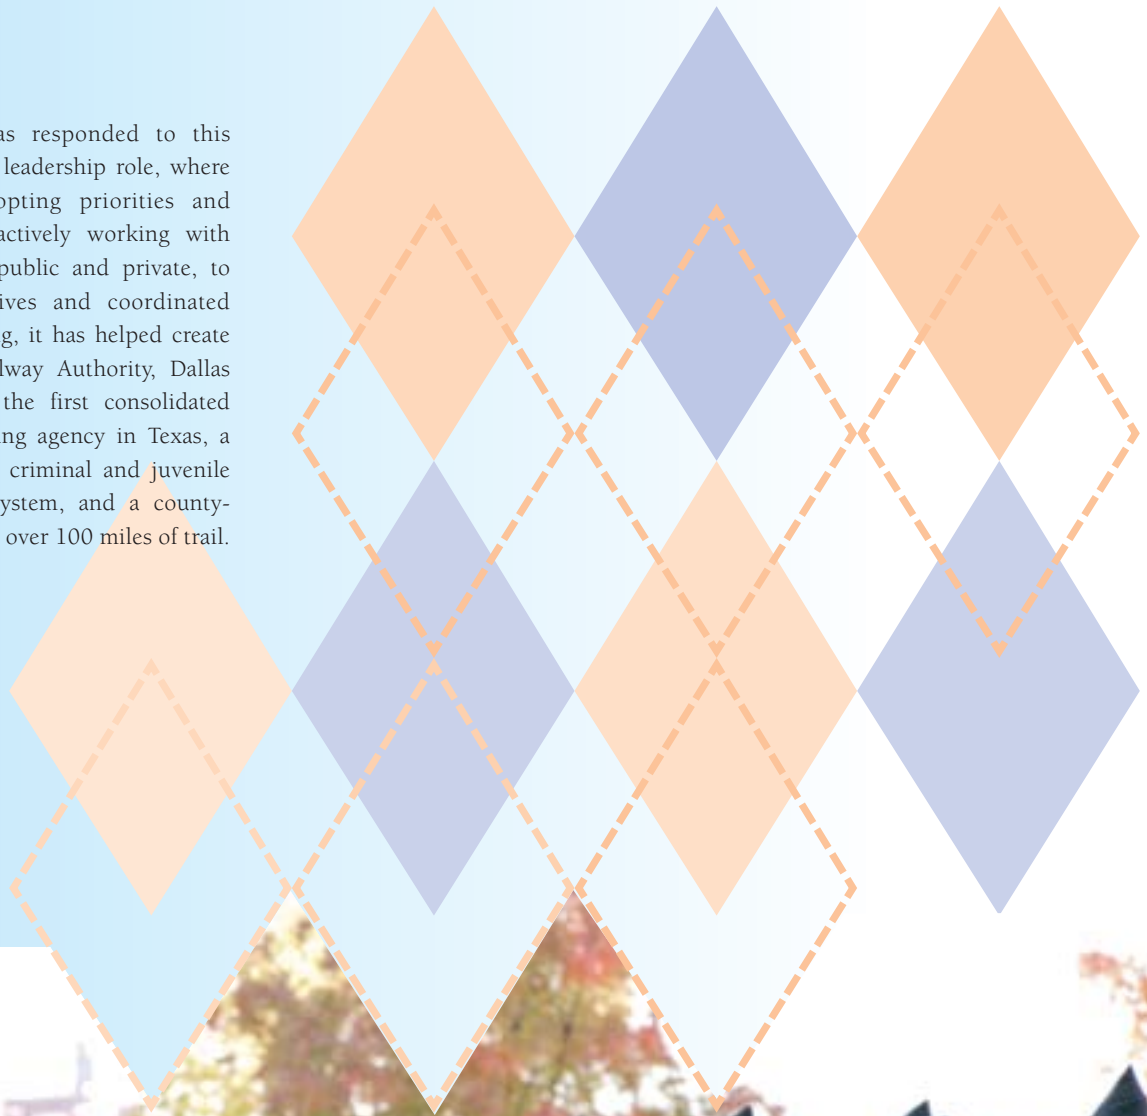 as responded to this
leadership role, where
opting priorities and
actively working with
public and private, to
ives and coordinated
g, it has helped create
lway Authority, Dallas
the first consolidated
ing agency in Texas, a
criminal and juvenile
ystem, and a county-
over 100 miles of trail.